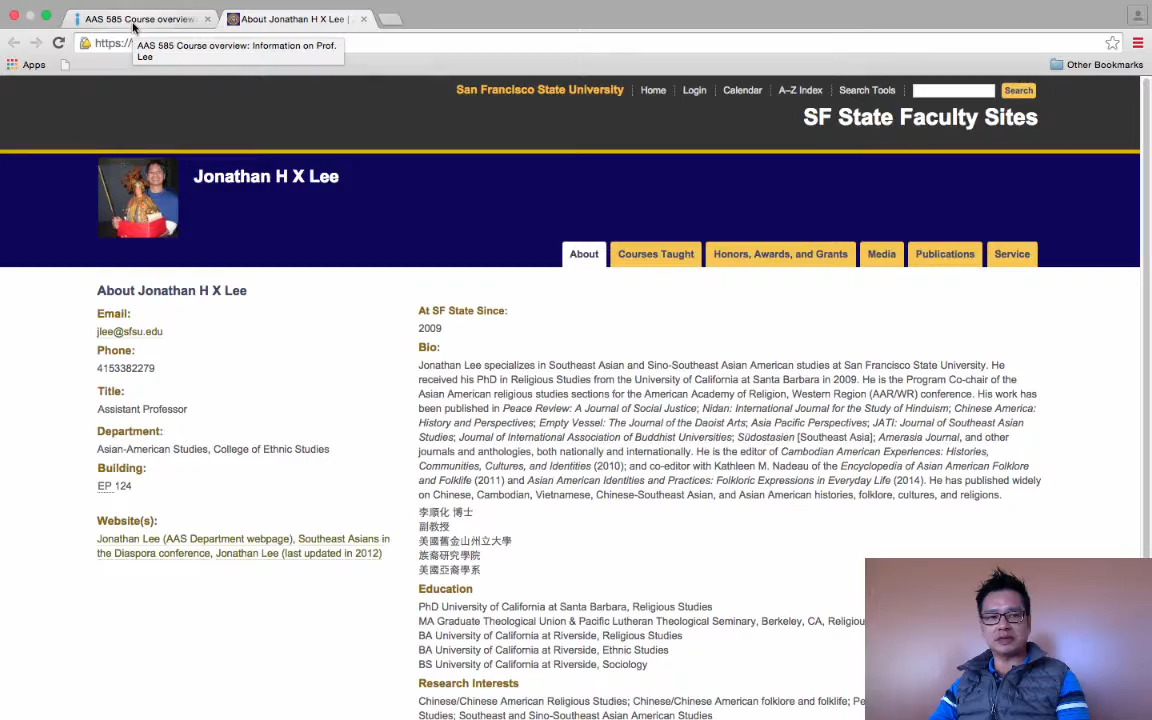 AAS 585 Course overview
About Jonathan H X Lee |
https://
AAS 585 Course overview: Information on Prof.
Lee
Apps
Other Bookmarks
San Francisco State University
Home
Login
Calendar
A–Z Index
Search Tools
Search
SF State Faculty Sites
Jonathan H X Lee
About
Courses Taught
Honors, Awards, and Grants
Media
Publications
Service
About Jonathan H X Lee
Email:
jlee@sfsu.edu
Phone:
4153382279
Title:
Assistant Professor
Department:
Asian-American Studies, College of Ethnic Studies
Building:
EP 124
Website(s):
Jonathan Lee (AAS Department webpage), Southeast Asians in
the Diaspora conference, Jonathan Lee (last updated in 2012)
At SF State Since:
2009
Bio:
Jonathan Lee specializes in Southeast Asian and Sino-Southeast Asian American studies at San Francisco State University. He
received his PhD in Religious Studies from the University of California at Santa Barbara in 2009. He is the Program Co-chair of the
Asian American religious studies sections for the American Academy of Religion, Western Region (AAR/WR) conference. His work has
been published in Peace Review: A Journal of Social Justice; Nidan: International Journal for the Study of Hinduism; Chinese America:
History and Perspectives; Empty Vessel: The Journal of the Daoist Arts; Asia Pacific Perspectives; JATI: Journal of Southeast Asian
Studies; Journal of International Association of Buddhist Universities; Südostasien [Southeast Asia]; Amerasia Journal, and other
journals and anthologies, both nationally and internationally. He is the editor of Cambodian American Experiences: Histories,
Communities, Cultures, and Identities (2010); and co-editor with Kathleen M. Nadeau of the Encyclopedia of Asian American Folklore
and Folklife (2011) and Asian American Identities and Practices: Folkloric Expressions in Everyday Life (2014). He has published widely
on Chinese, Cambodian, Vietnamese, Chinese-Southeast Asian, and Asian American histories, folklore, cultures, and religions.
李順化 博士
副教授
美國舊金山州立大學
族裔研究學院
美國亞裔學系
Education
PhD University of California at Santa Barbara, Religious Studies
MA Graduate Theological Union & Pacific Lutheran Theological Seminary, Berkeley, CA, Religiou
BA University of California at Riverside, Religious Studies
BA University of California at Riverside, Ethnic Studies
BS University of California at Riverside, Sociology
Research Interests
Chinese/Chinese American Religious Studies; Chinese/Chinese American folklore and folklife; Pe
Studies; Southeast and Sino-Southeast Asian American Studies